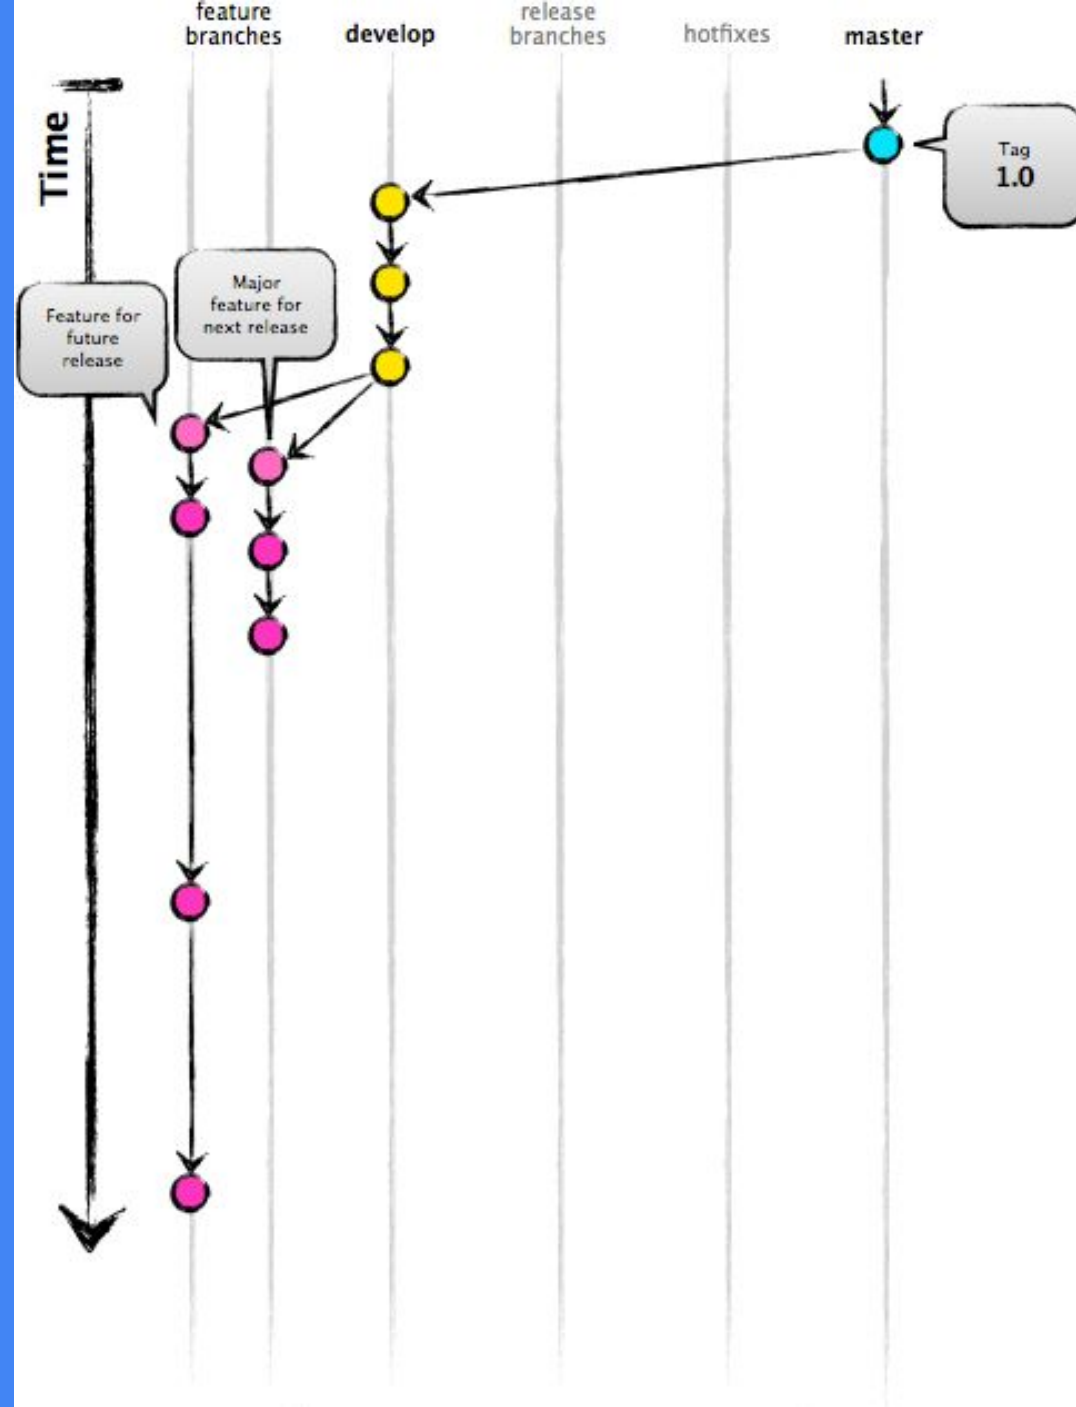 feature
branches
develop
release
branches
hotfixes
master
Time
Tag
1.0
Major
feature for
next release
Feature for
future
release